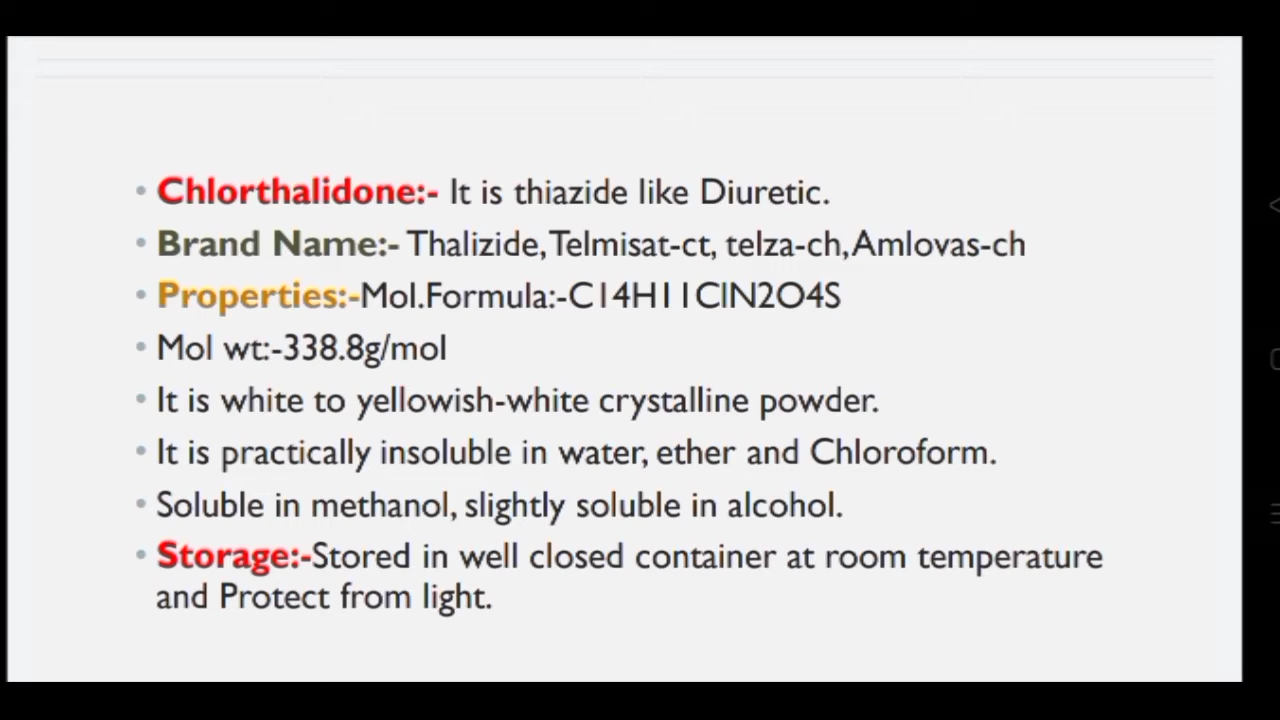 • Chlorthalidone:- It is thiazide like Diuretic.
• Brand Name:- Thalizide, Telmisat-ct, telza-ch, Amlovas-ch
• Properties:-Mol.Formula:-C14H11ClN2O4S
• Mol wt:-338.8g/mol
• It is white to yellowish-white crystalline powder.
• It is practically insoluble in water, ether and Chloroform.
• Soluble in methanol, slightly soluble in alcohol.
• Storage:-Stored in well closed container at room temperature
and Protect from light.